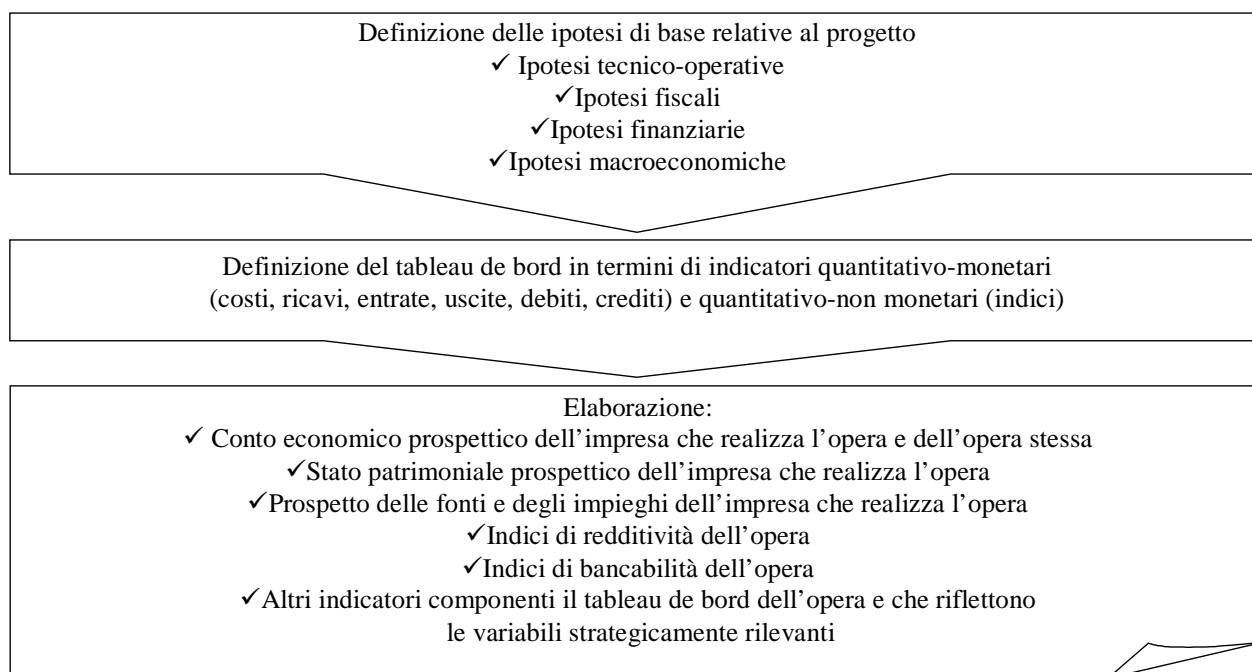 Definizione delle ipotesi di base relative al progetto
✓ Ipotesi tecnico-operative
✓Ipotesi fiscali
✓Ipotesi finanziarie
✓Ipotesi macroeconomiche
Definizione del tableau de bord in termini di indicatori quantitativo-monetari
(costi, ricavi, entrate, uscite, debiti, crediti) e quantitativo-non monetari (indici)
Elaborazione:
✓ Conto economico prospettico dell’impresa che realizza l’opera e dell’opera stessa
✓Stato patrimoniale prospettico dell’impresa che realizza l’opera
✓Prospetto delle fonti e degli impieghi dell’impresa che realizza l’opera
✓Indici di redditività dell’opera
✓Indici di bancabilità dell’opera
✓Altri indicatori componenti il tableau de bord dell’opera e che riflettono
le variabili strategicamente rilevanti